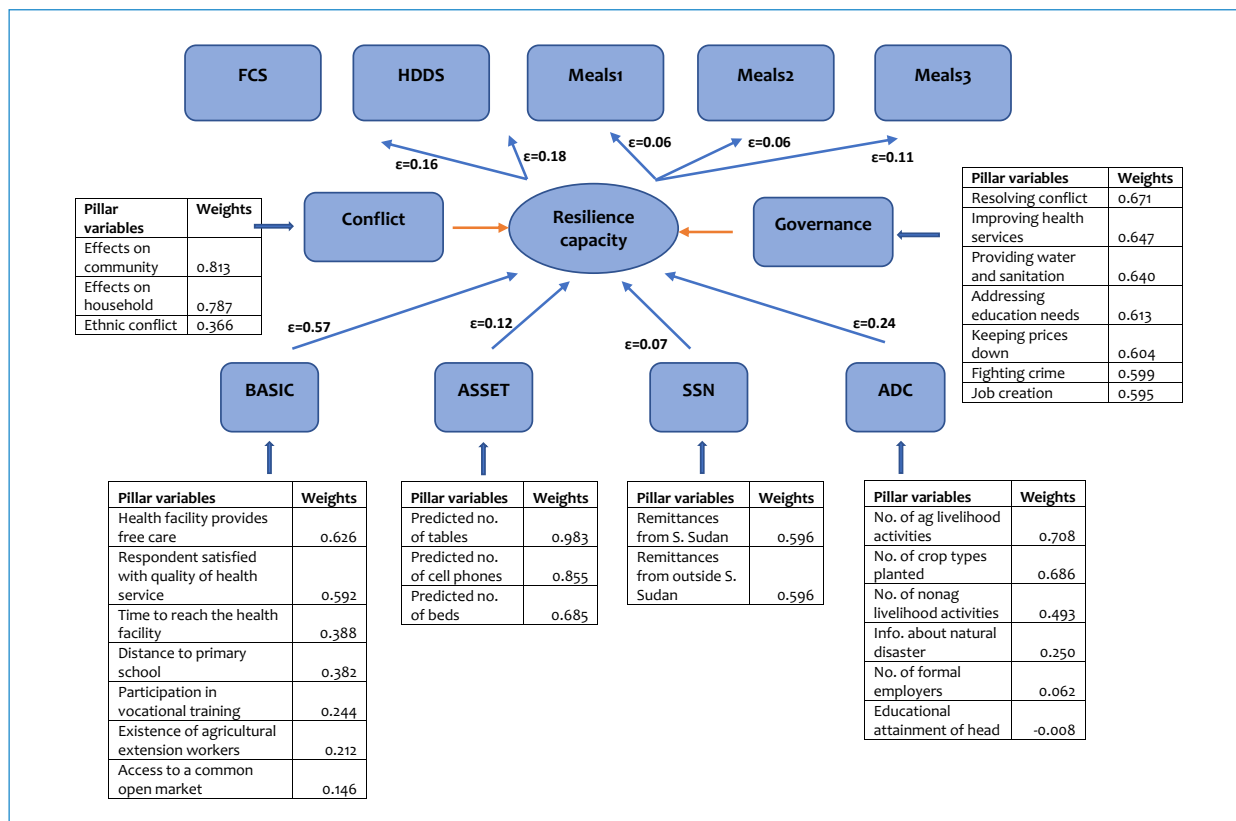 FCS
HDDS
Meals1
Meals2
Meals3
ε=0.16
ε=0.18
ε=0.06
ε=0.06
ε=0.11
Pillar variables Weights
Effects on community 0.813
Effects on household 0.787
Ethnic conflict 0.366
Conflict
Resilience
capacity
Governance
Pillar variables Weights
Resolving conflict 0.671
Improving health services 0.647
Providing water and sanitation 0.640
Addressing education needs 0.613
Keeping prices down 0.604
Fighting crime 0.599
Job creation 0.595
ε=0.57
ε=0.12
ε=0.07
ε=0.24
BASIC
ASSET
SSN
ADC
Pillar variables Weights
Health facility provides free care 0.626
Respondent satisfied with quality of health service 0.592
Time to reach the health facility 0.388
Distance to primary school 0.382
Participation in vocational training 0.244
Existence of agricultural extension workers 0.212
Access to a common open market 0.146
Pillar variables Weights
Predicted no. of tables 0.983
Predicted no. of cell phones 0.855
Predicted no. of beds 0.685
Pillar variables Weights
Remittances from S. Sudan 0.596
Remittances from outside S. Sudan 0.596
Pillar variables Weights
No. of ag livelihood activities 0.708
No. of crop types planted 0.686
No. of nonag livelihood activities 0.493
Info. about natural disaster 0.250
No. of formal employers 0.062
Educational attainment of head -0.008